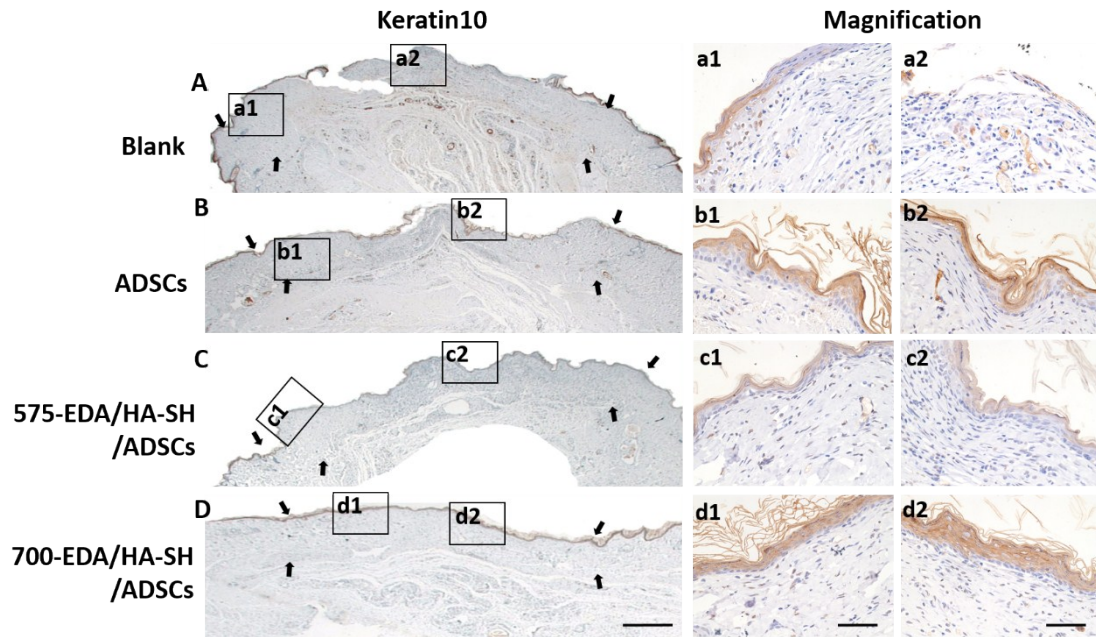 Keratin10 Magnification
A a1 a2 a1 a2
Blank
B b1 b2 b1 b2
ADSCs
C c1 c2 c1 c2
575-EDA/HA-SH
/ADSCs
D d1 d2 d1 d2
700-EDA/HA-SH
/ADSCs